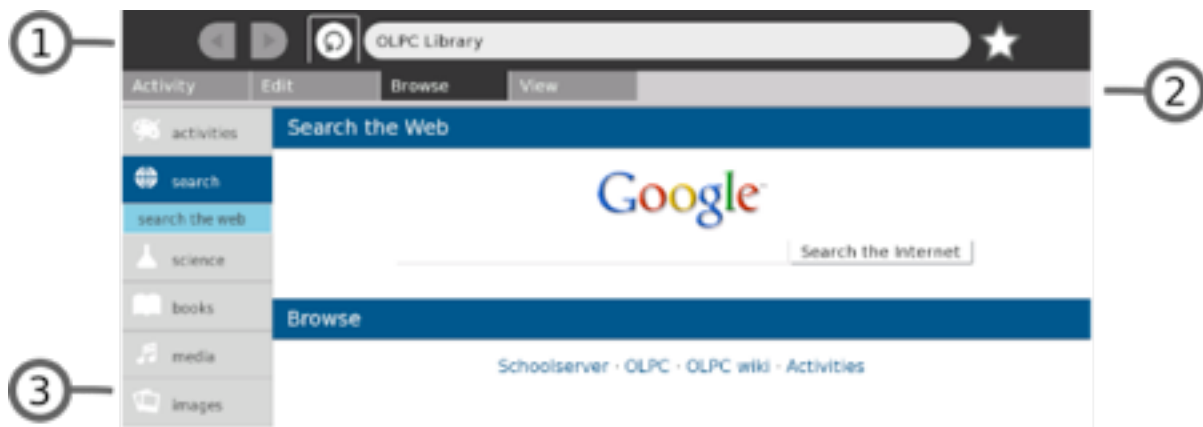 1
OLPC Library
Activity Edit Browse View
2
activities
Search the Web
search
Google
search the web
Search the Internet
science
books
Browse
media
Schoolserver · OLPC · OLPC wiki · Activities
3
images